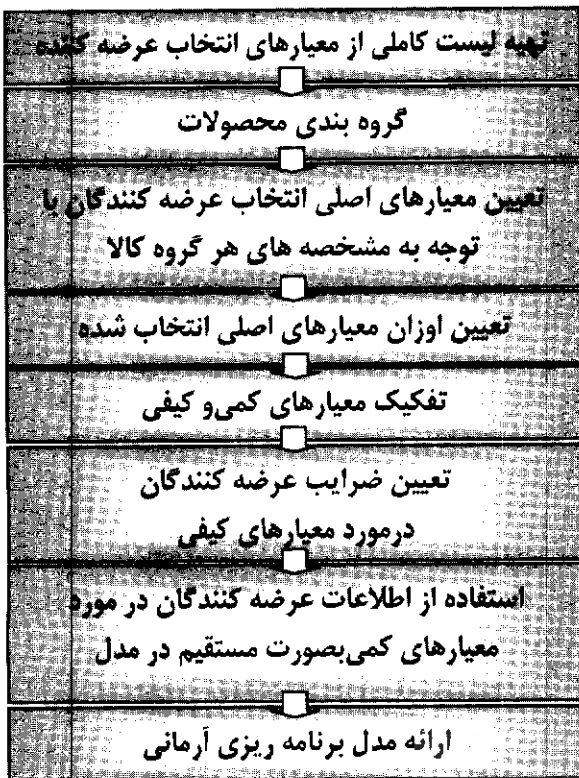 تهیه لیست کاملی از معیارهای انتخاب عرضه کننده
گروه بندی محصولات
تعیین معیارهای اصلی انتخاب عرضه کنندگان با
توجه به مشخصه های هر گروه کالا
تعیین اوزان معیارهای اصلی انتخاب شده
تفکیک معیارهای کمی‌و کیفی
تعیین ضرایب عرضه کنندگان
درمورد معیارهای کیفی
استفاده از اطلاعات عرضه کنندگان در مورد
معیارهای کمی‌بصورت مستقیم در مدل
ارائه مدل برنامه ریزی آرمانی